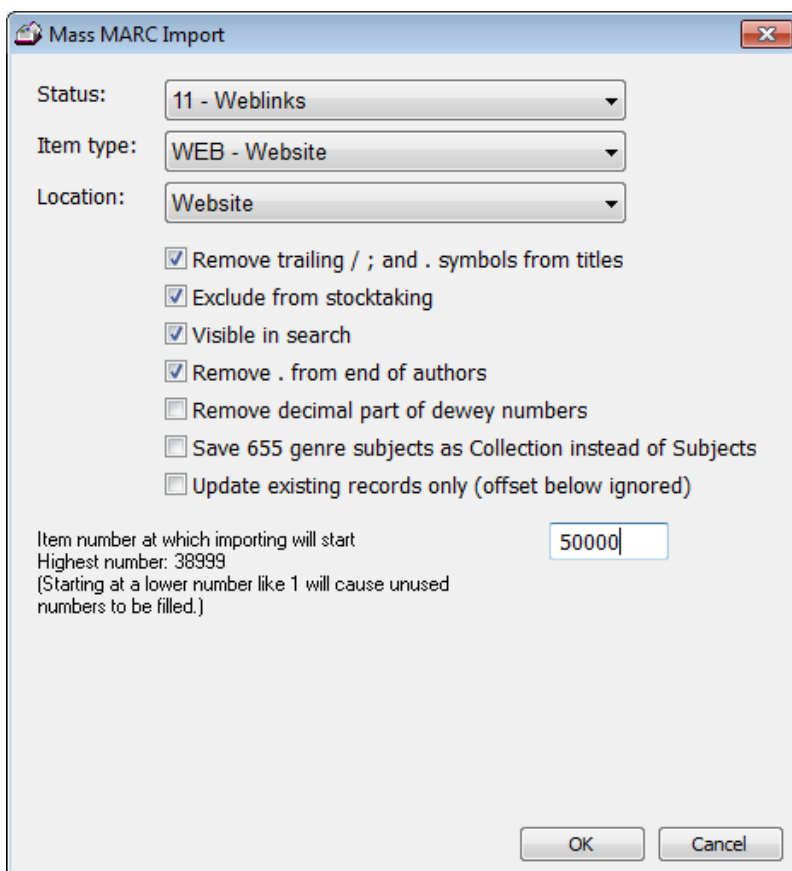 Mass MARC Import
Status: 11 - Weblinks
Item type: WEB - Website
Location: Website
Remove trailing / ; and . symbols from titles
Exclude from stocktaking
Visible in search
Remove . from end of authors
Remove decimal part of dewey numbers
Save 655 genre subjects as Collection instead of Subjects
Update existing records only (offset below ignored)
Item number at which importing will start 50000
Highest number: 38999
(Starting at a lower number like 1 will cause unused
numbers to be filled.)
OK Cancel